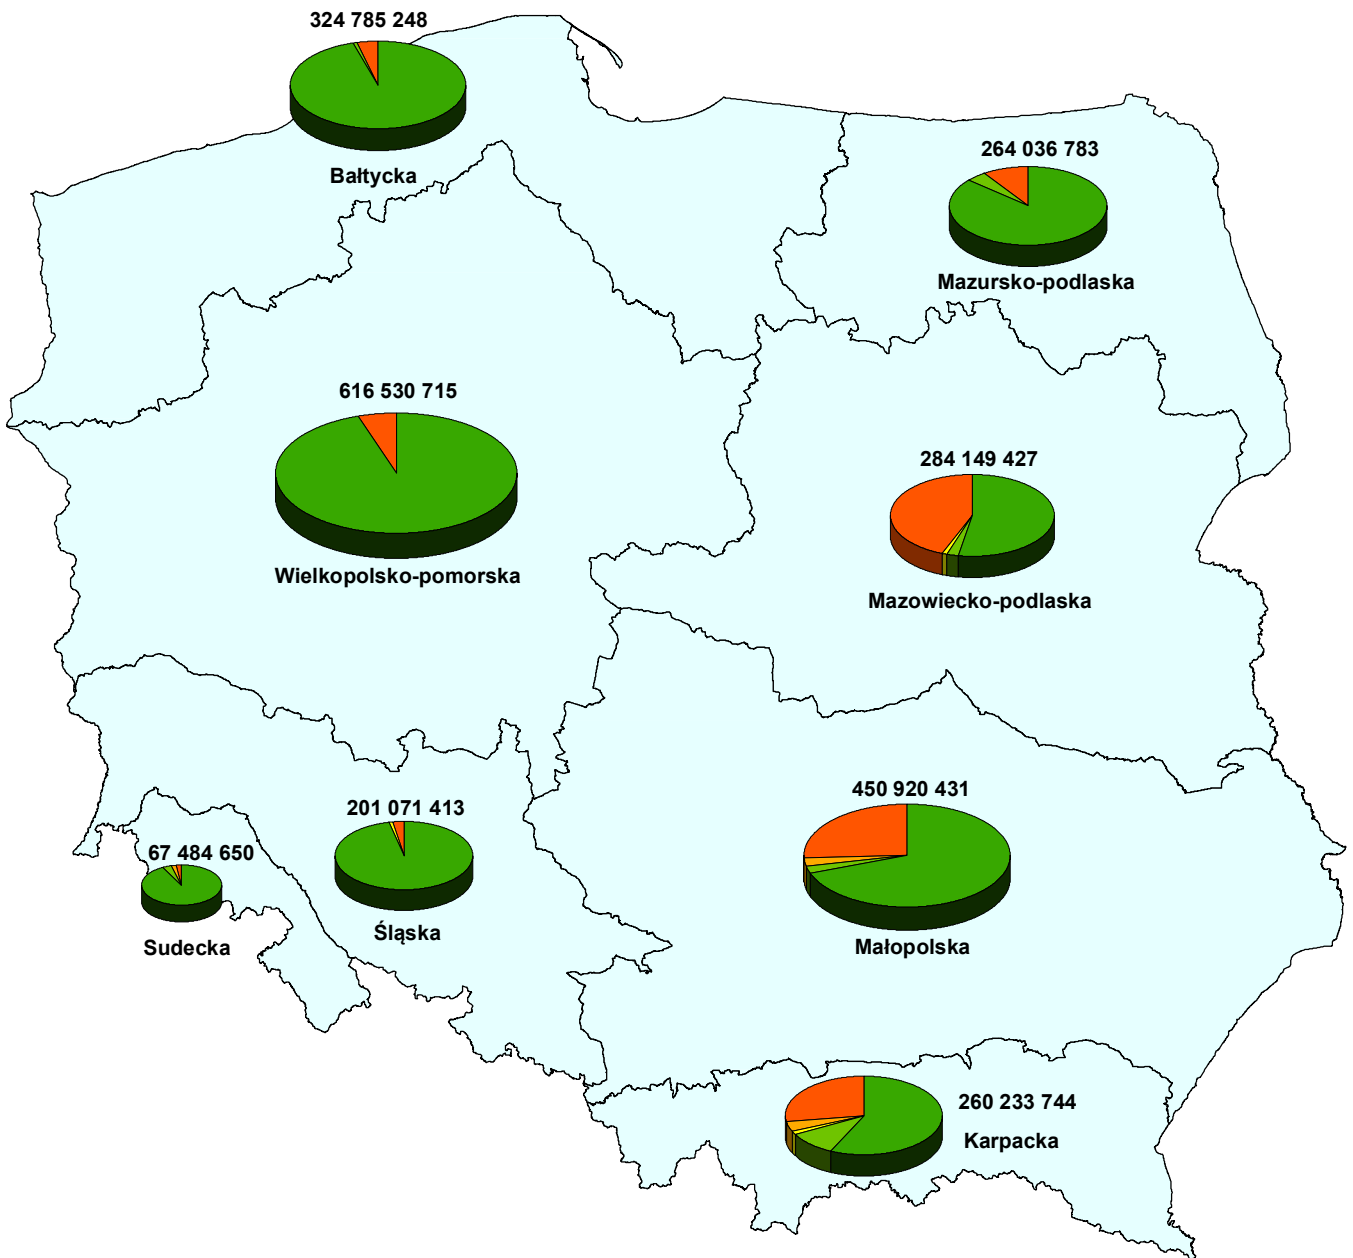 324 785 248
Bałtycka
264 036 783
Mazursko-podlaska
616 530 715
Wielkopolsko-pomorska
284 149 427
Mazowiecko-podlaska
450 920 431
Małopolska
201 071 413
Śląska
67 484 650
Sudecka
260 233 744
Karpacka